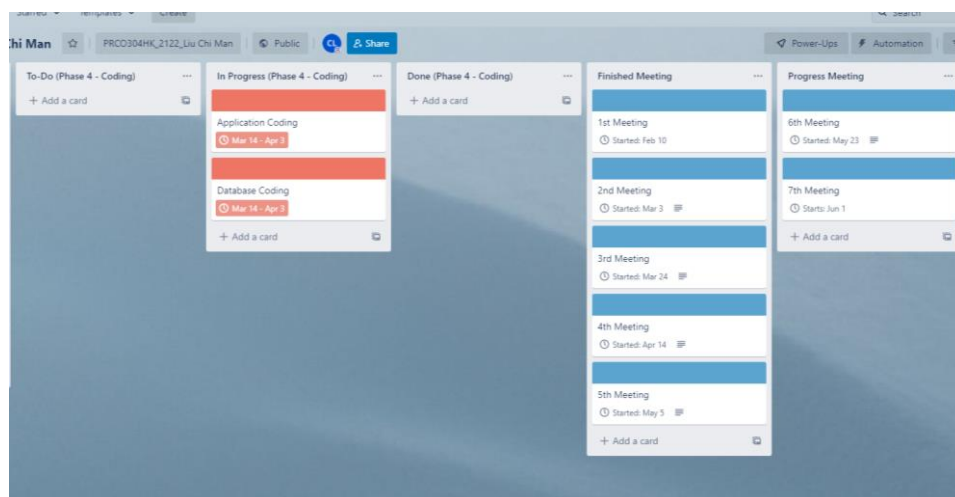 Starred Templates Create Search
Chi Man PRCO304HK_2122_Liu Chi Man Public CL Share Power-Ups Automation
To-Do (Phase 4 - Coding)
+ Add a card
In Progress (Phase 4 - Coding)
Application Coding
Mar 14 - Apr 3
Database Coding
Mar 14 - Apr 3
+ Add a card
Done (Phase 4 - Coding)
+ Add a card
Finished Meeting
1st Meeting
Started: Feb 10
2nd Meeting
Started: Mar 3
3rd Meeting
Started: Mar 24
4th Meeting
Started: Apr 14
5th Meeting
Started: May 5
+ Add a card
Progress Meeting
6th Meeting
Started: May 23
7th Meeting
Starts: Jun 1
+ Add a card